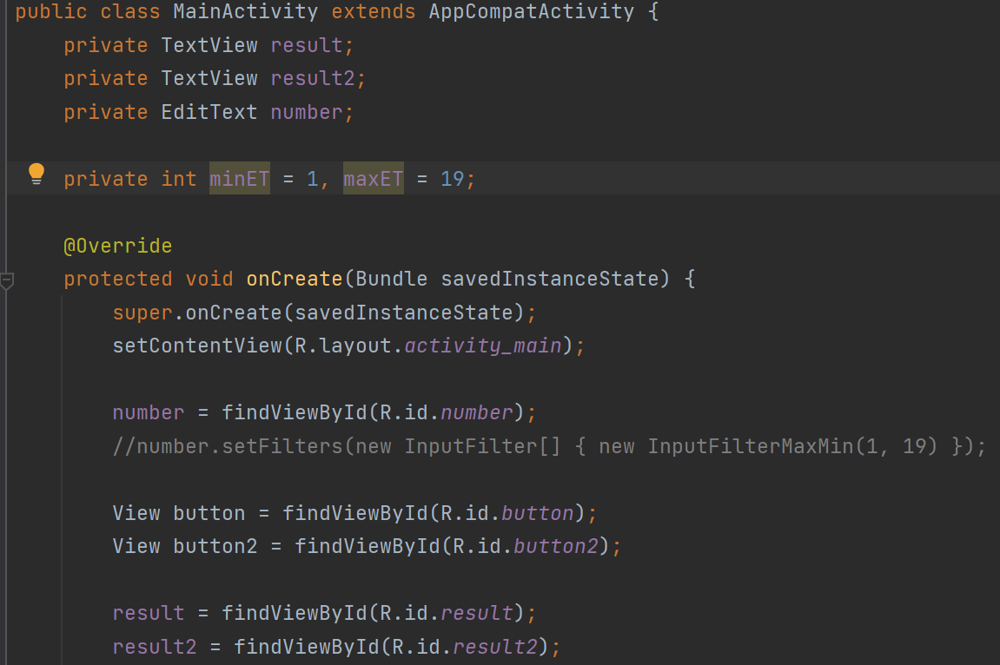 public class MainActivity extends AppCompatActivity {
    private TextView result;
    private TextView result2;
    private EditText number;

    private int minET = 1, maxET = 19;

    @Override
    protected void onCreate(Bundle savedInstanceState) {
        super.onCreate(savedInstanceState);
        setContentView(R.layout.activity_main);

        number = findViewById(R.id.number);
        //number.setFilters(new InputFilter[] { new InputFilterMaxMin(1, 19) });

        View button = findViewById(R.id.button);
        View button2 = findViewById(R.id.button2);

        result = findViewById(R.id.result);
        result2 = findViewById(R.id.result2);